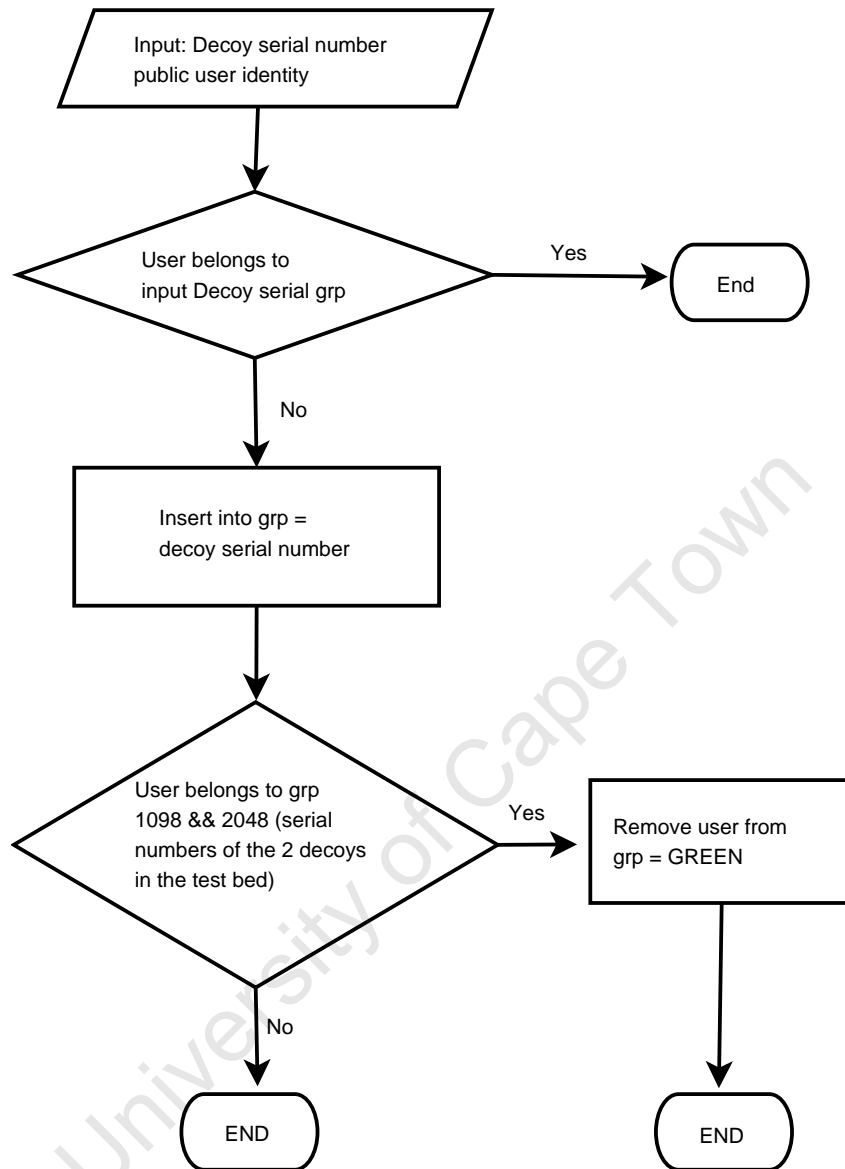 Input: Decoy serial number
public user identity
User belongs to
input Decoy serial grp
Yes
End
No
Insert into grp =
decoy serial number
User belongs to grp
1098 && 2048 (serial
numbers of the 2 decoys
in the test bed)
Yes
Remove user from
grp = GREEN
No
END
END
University of Cape Town